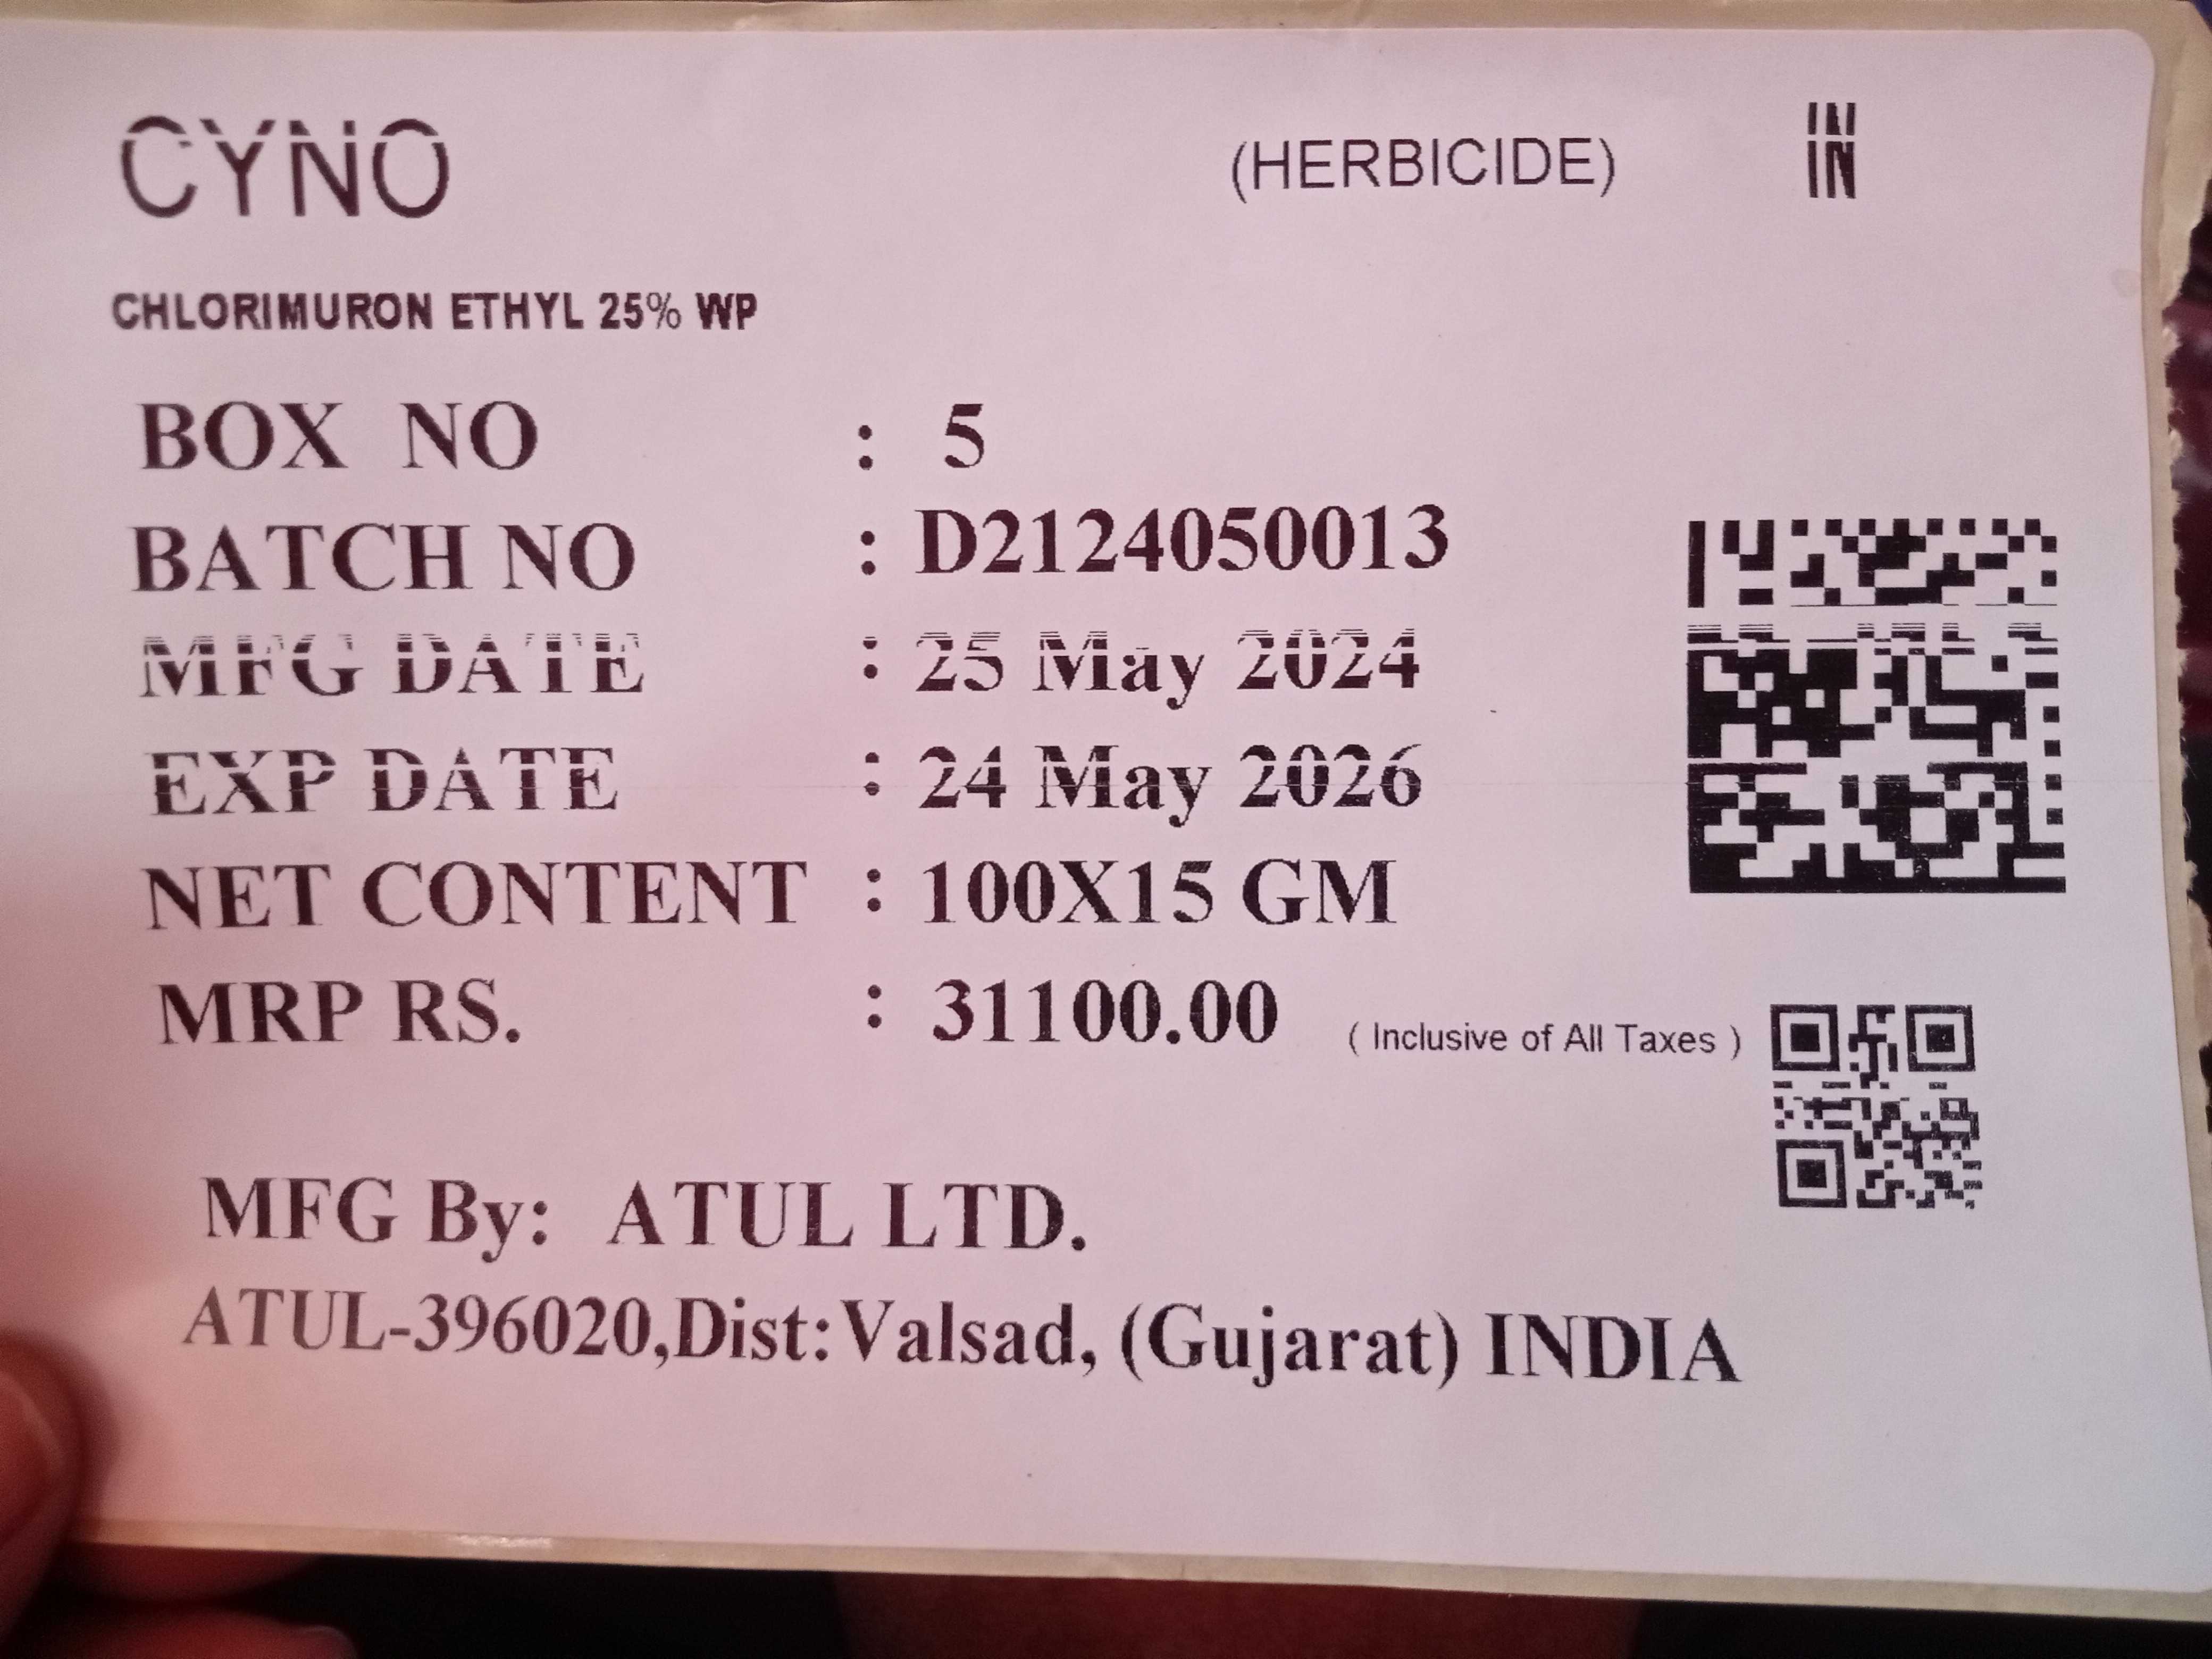 CYNO (HERBICIDE) IN
CHLORIMURON ETHYL 25% WP
BOX NO : 5
BATCH NO : D2124050013
MFG DATE : 25 May 2024
EXP DATE : 24 May 2026
NET CONTENT : 100X15 GM
MRP RS. : 31100.00 ( Inclusive of All Taxes )
MFG By: ATUL LTD.
ATUL-396020,Dist:Valsad, (Gujarat) INDIA